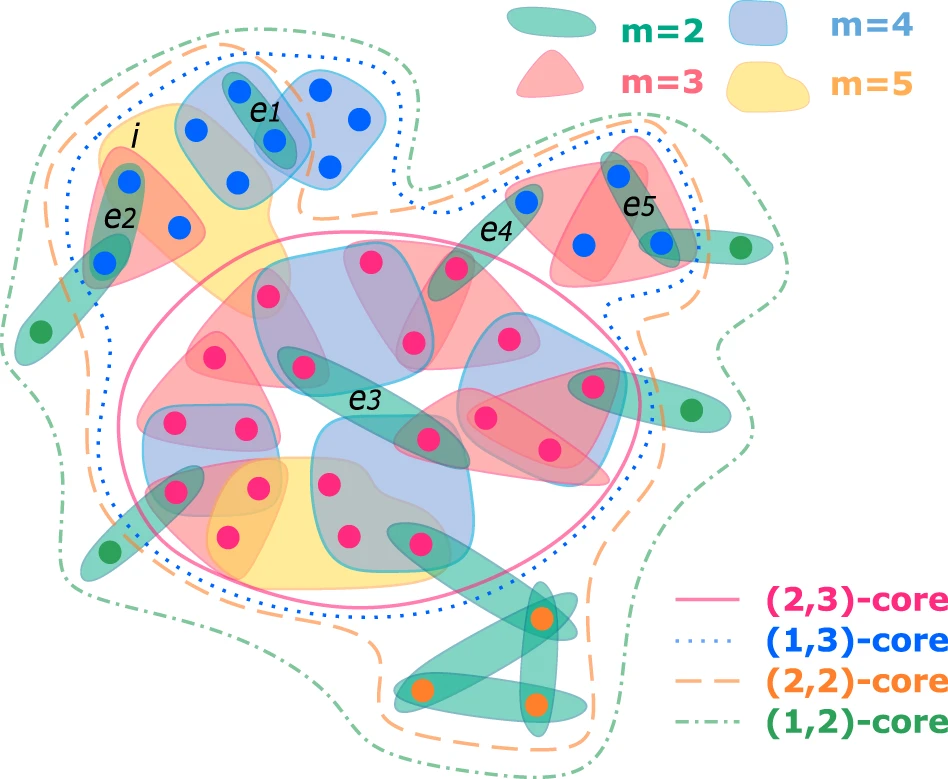 m=2 m=4
m=3 m=5
e1
i
e2
e5
e4
e3
(2,3)-core
(1,3)-core
(2,2)-core
(1,2)-core